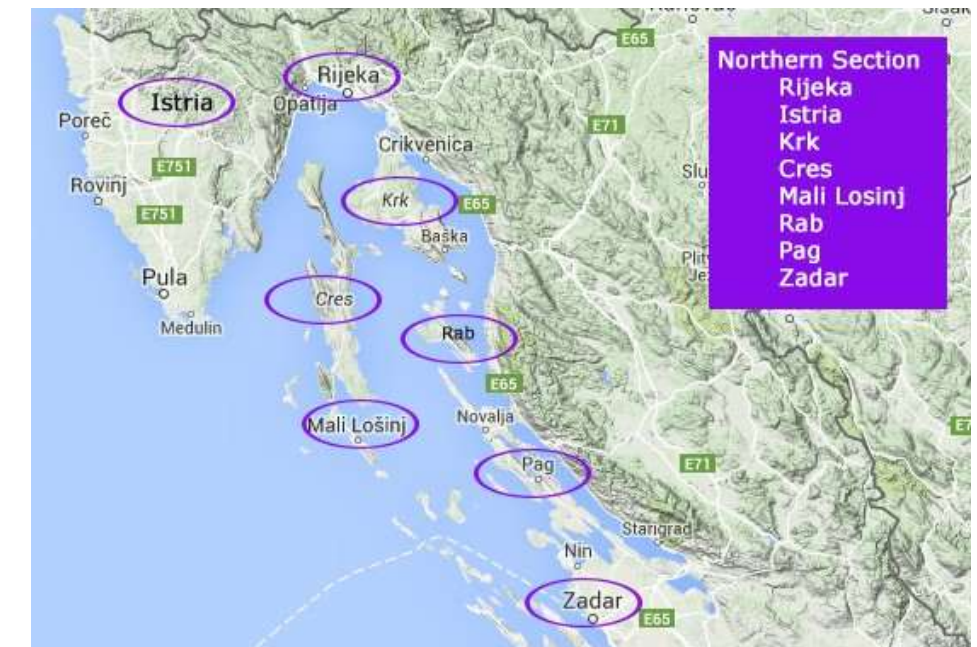 E65
Northern Section
Rijeka
Istria
Krk
Cres
Mali Losinj
Rab
Pag
Zadar
Rijeka
Istria
Opatija
Poreč
E71
Crikvenica
E751
Rovinj
Krk
E65
E751
Baška
Pula
Cres
Medulin
Rab
E65
Novalja
Mali Lošinj
Pag
E71
Starigrad
Nin
Zadar
E65